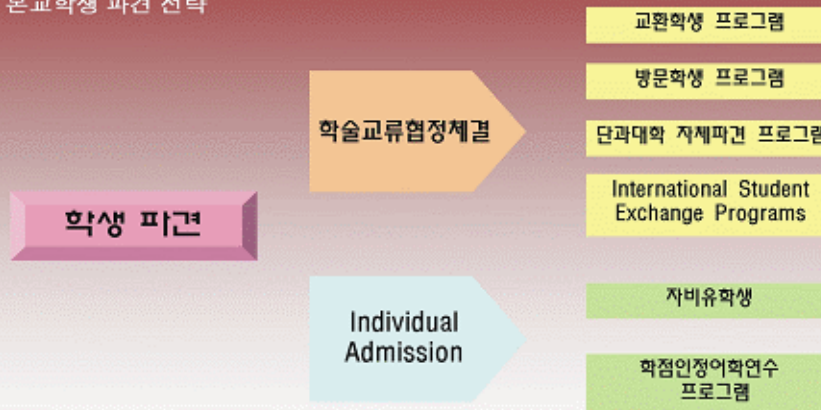 본교학생 파견 전략
교환학생 프로그램
방문학생 프로그램
학술교류협정체결
단과대학 자체파견 프로그램
International Student
Exchange Programs
학생 파견
자비유학생
Individual
Admission
학점인정어학연수
프로그램